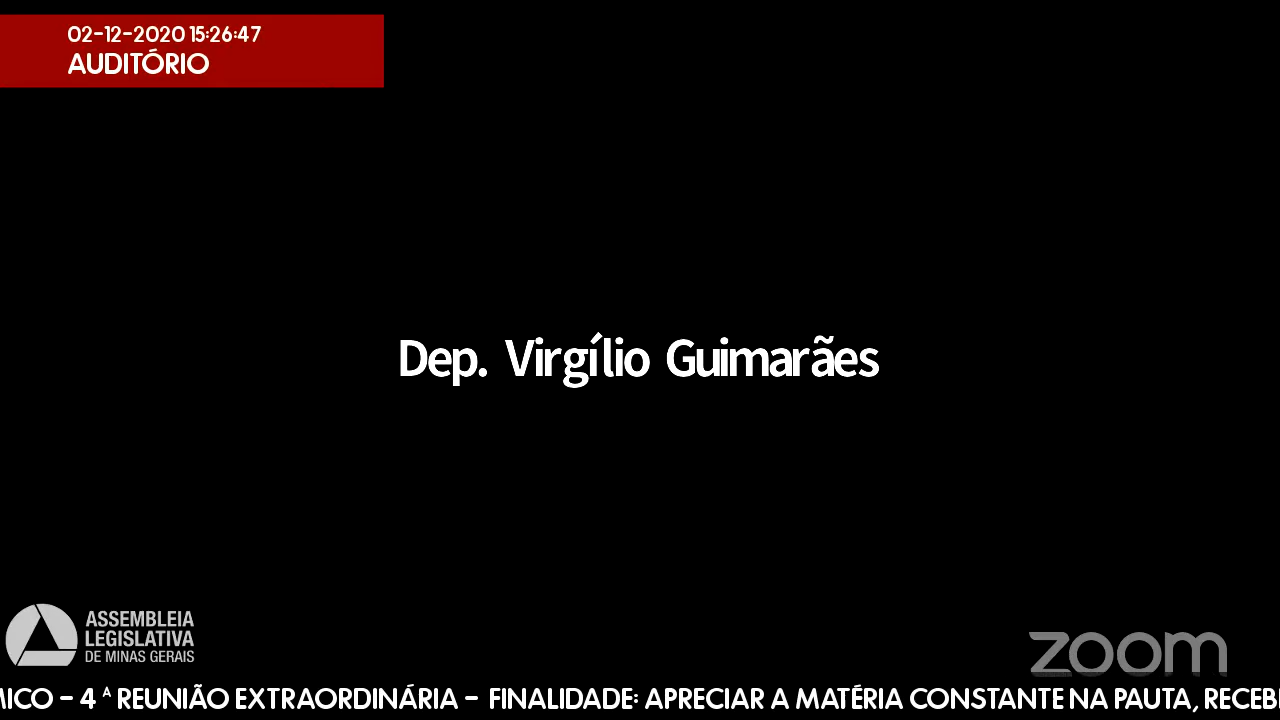 02-12-2020 15:26:47
AUDITÓRIO
Dep. Virgílio Guimarães
ASSEMBLEIA
LEGISLATIVA
DE MINAS GERAIS
zoom
MICO - 4 ª REUNIÃO EXTRAORDINÁRIA - FINALIDADE: APRECIAR A MATÉRIA CONSTANTE NA PAUTA, RECEB